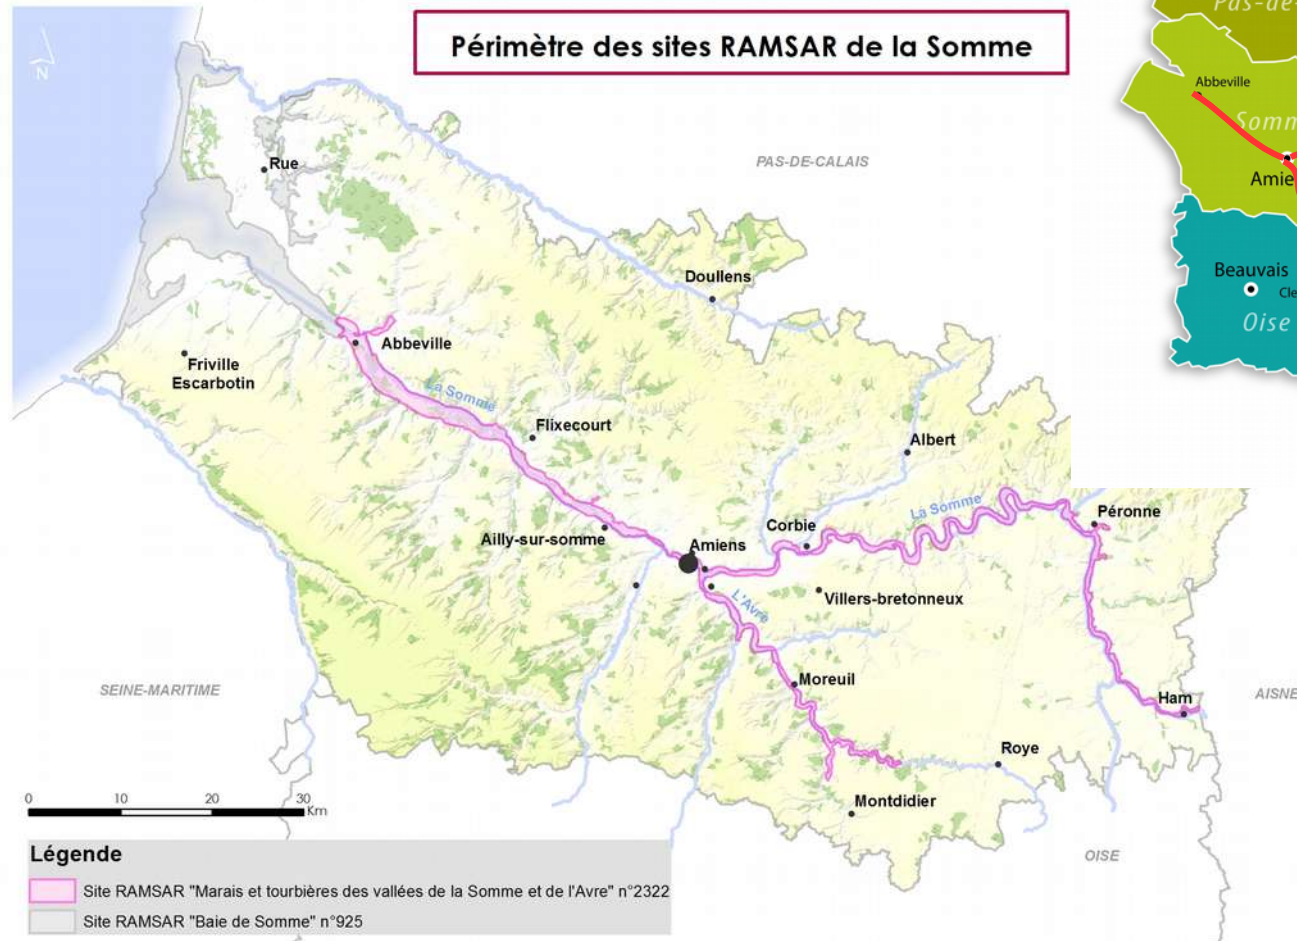 Périmètre des sites RAMSAR de la Somme
N
Rue
PAS-DE-CALAIS
Doullens
Abbeville
Friville
Escarbotin
La Somme
Flixecourt
Albert
Ailly-sur-somme
Amiens
Corbie
La Somme
Péronne
L'Avre
Villers-bretonneux
Moreuil
SEINE-MARITIME
Ham
AISNE
Roye
Montdidier
OISE
0 10 20 30
Km
Légende
Site RAMSAR "Marais et tourbières des vallées de la Somme et de l'Avre" n°2322
Site RAMSAR "Baie de Somme" n°925
Pas-de-
Abbeville
Somm
Amie
Beauvais
Cle
Oise